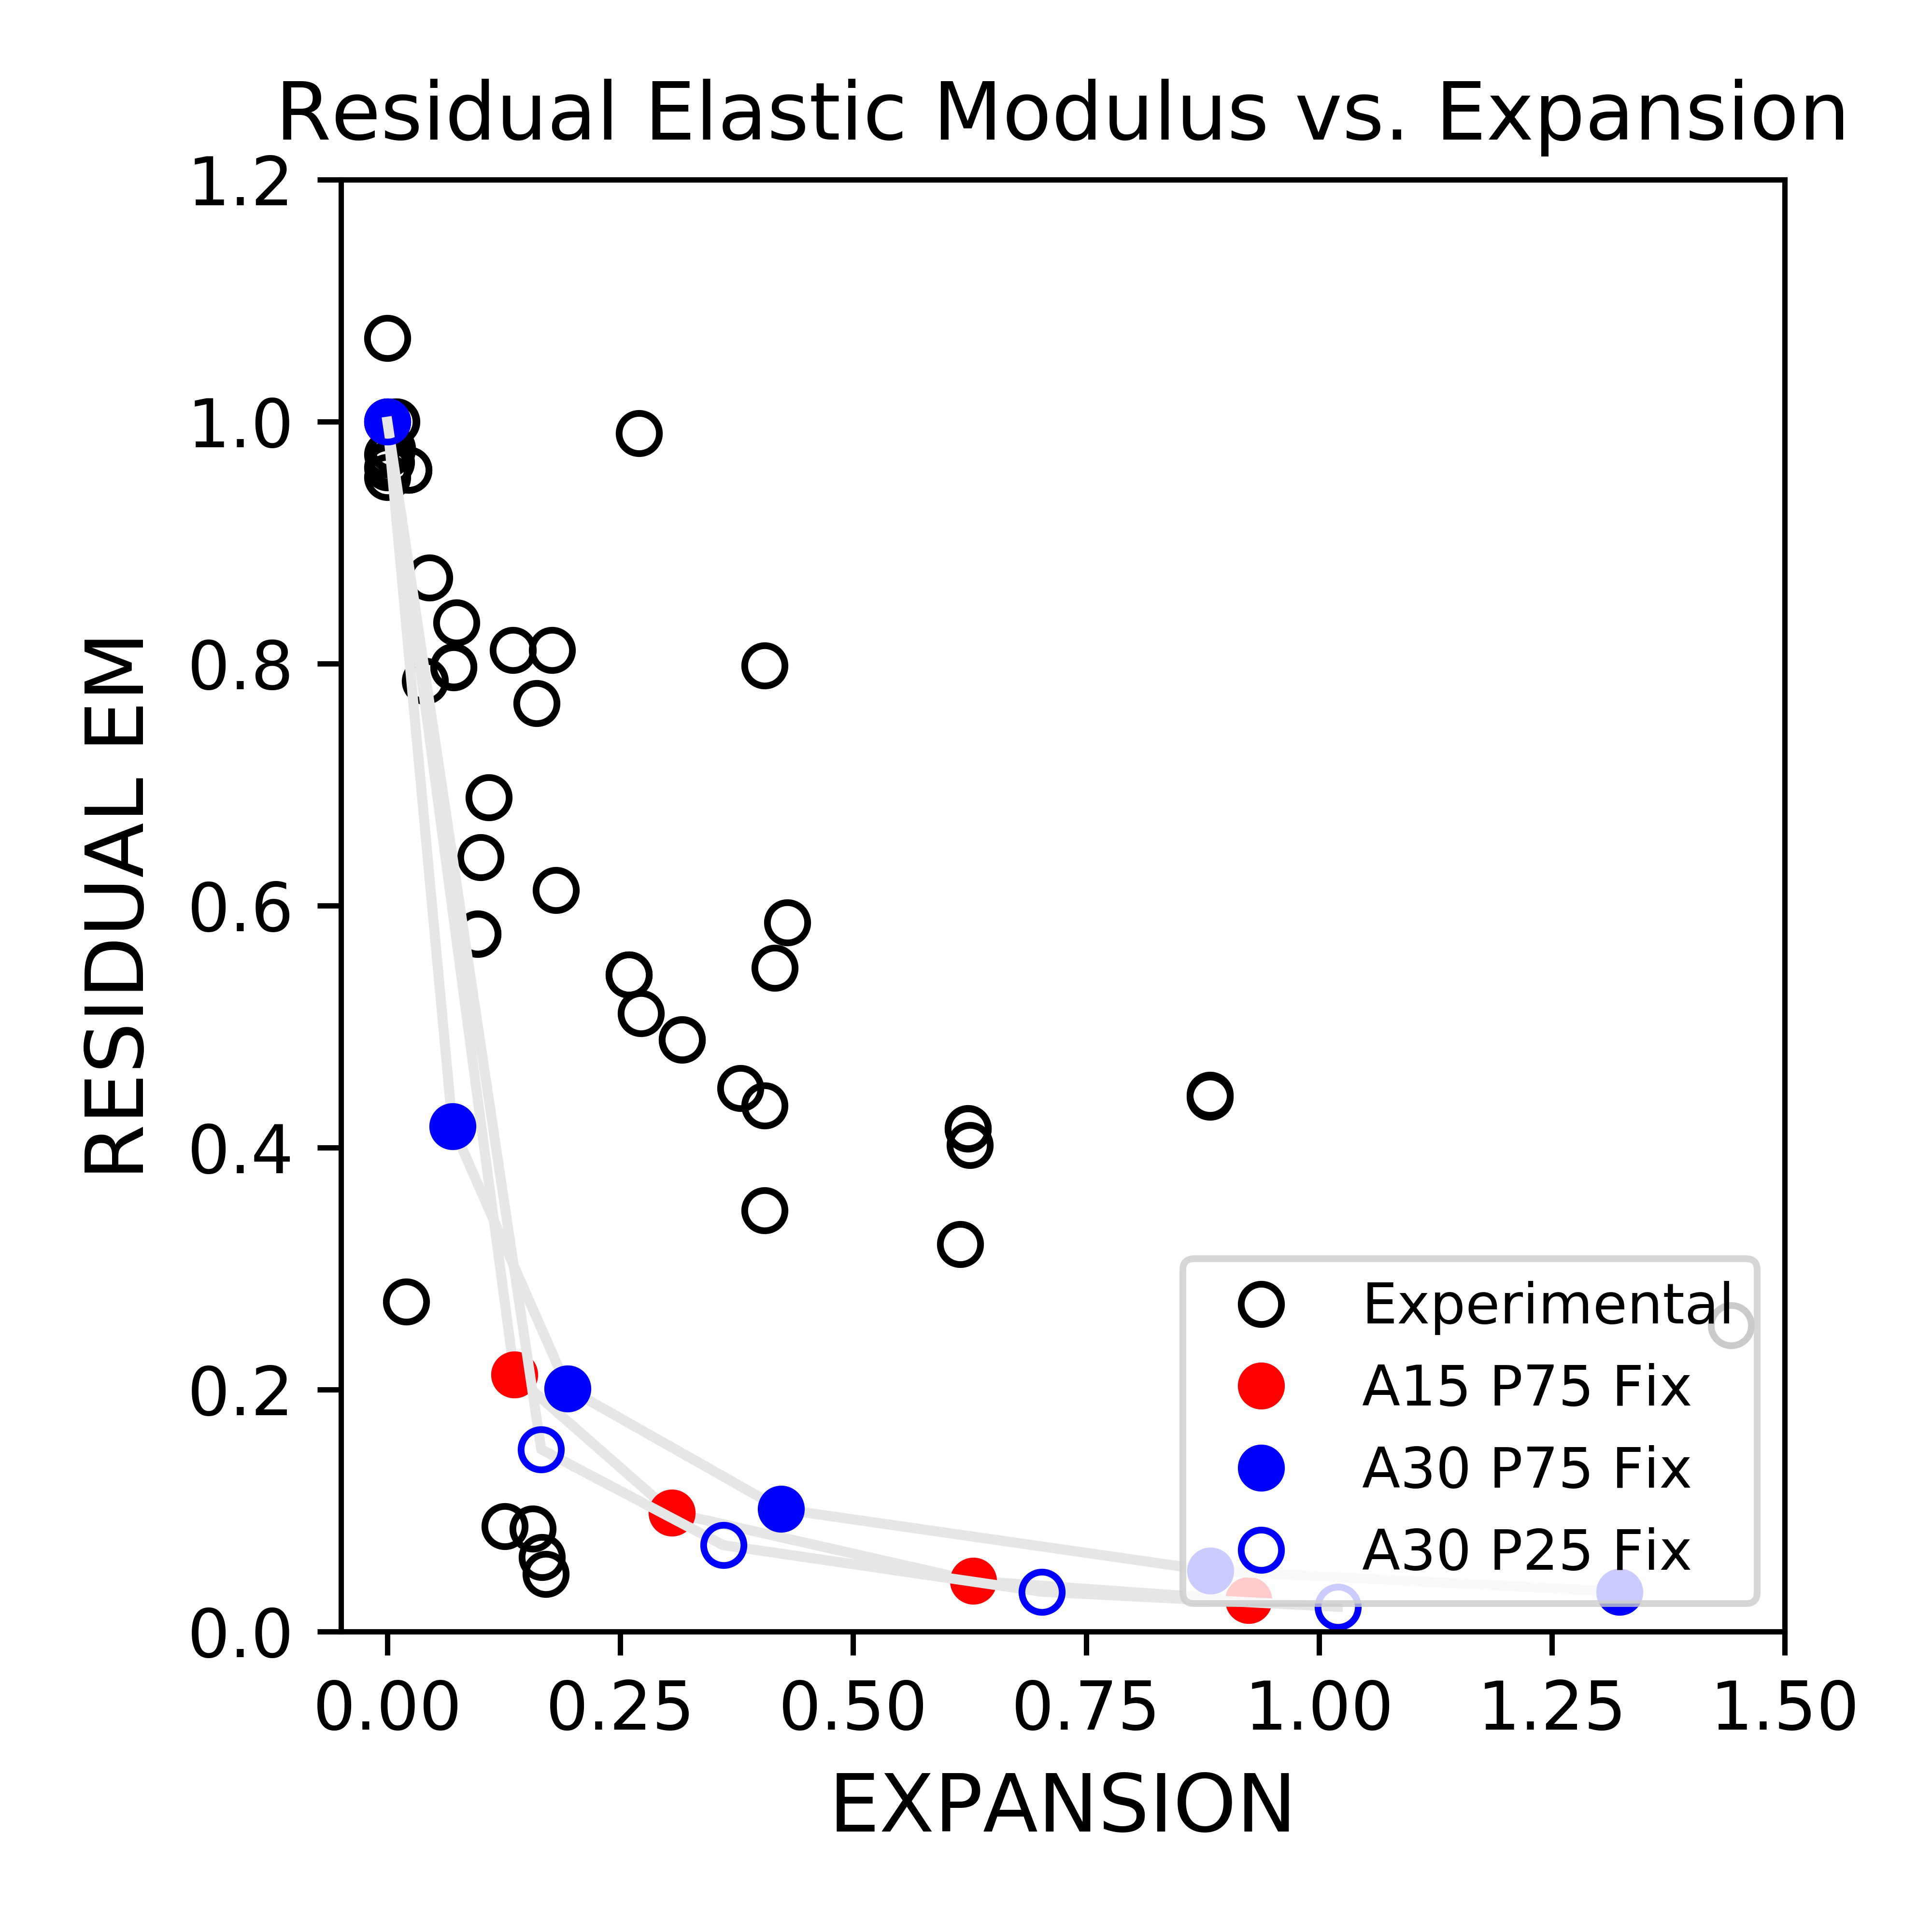 Residual Elastic Modulus vs. Expansion
1.2
1.0
0.8
0.6
0.4
0.2
0.0
RESIDUAL EM
Experimental
A15 P75 Fix
A30 P75 Fix
A30 P25 Fix
0.00 0.25 0.50 0.75 1.00 1.25 1.50
EXPANSION